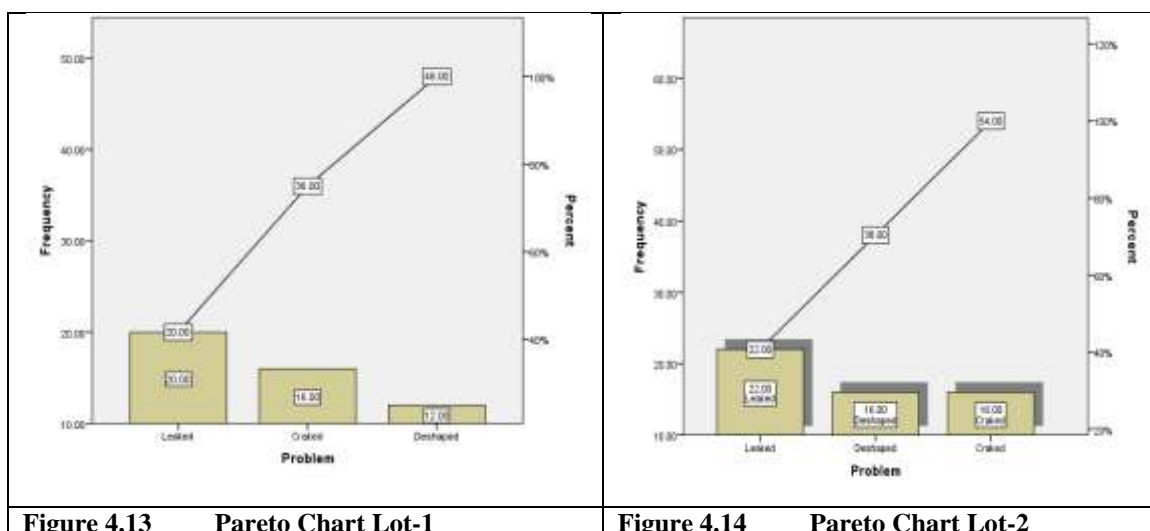 50.00
40.00
30.00
20.00
10.00
Frequency
48.00
36.00
20.00
20.00
16.00
12.00
100%
80%
60%
40%
Percent
Leaked
Craked
Deshaped
Problem
Figure 4.13 Pareto Chart Lot-1
60.00
50.00
40.00
30.00
20.00
10.00
Frequency
54.00
38.00
22.00
22.00
Leaked
16.00
Deshaped
16.00
Craked
120%
100%
80%
60%
40%
20%
Percent
Leaked
Deshaped
Craked
Problem
Figure 4.14 Pareto Chart Lot-2